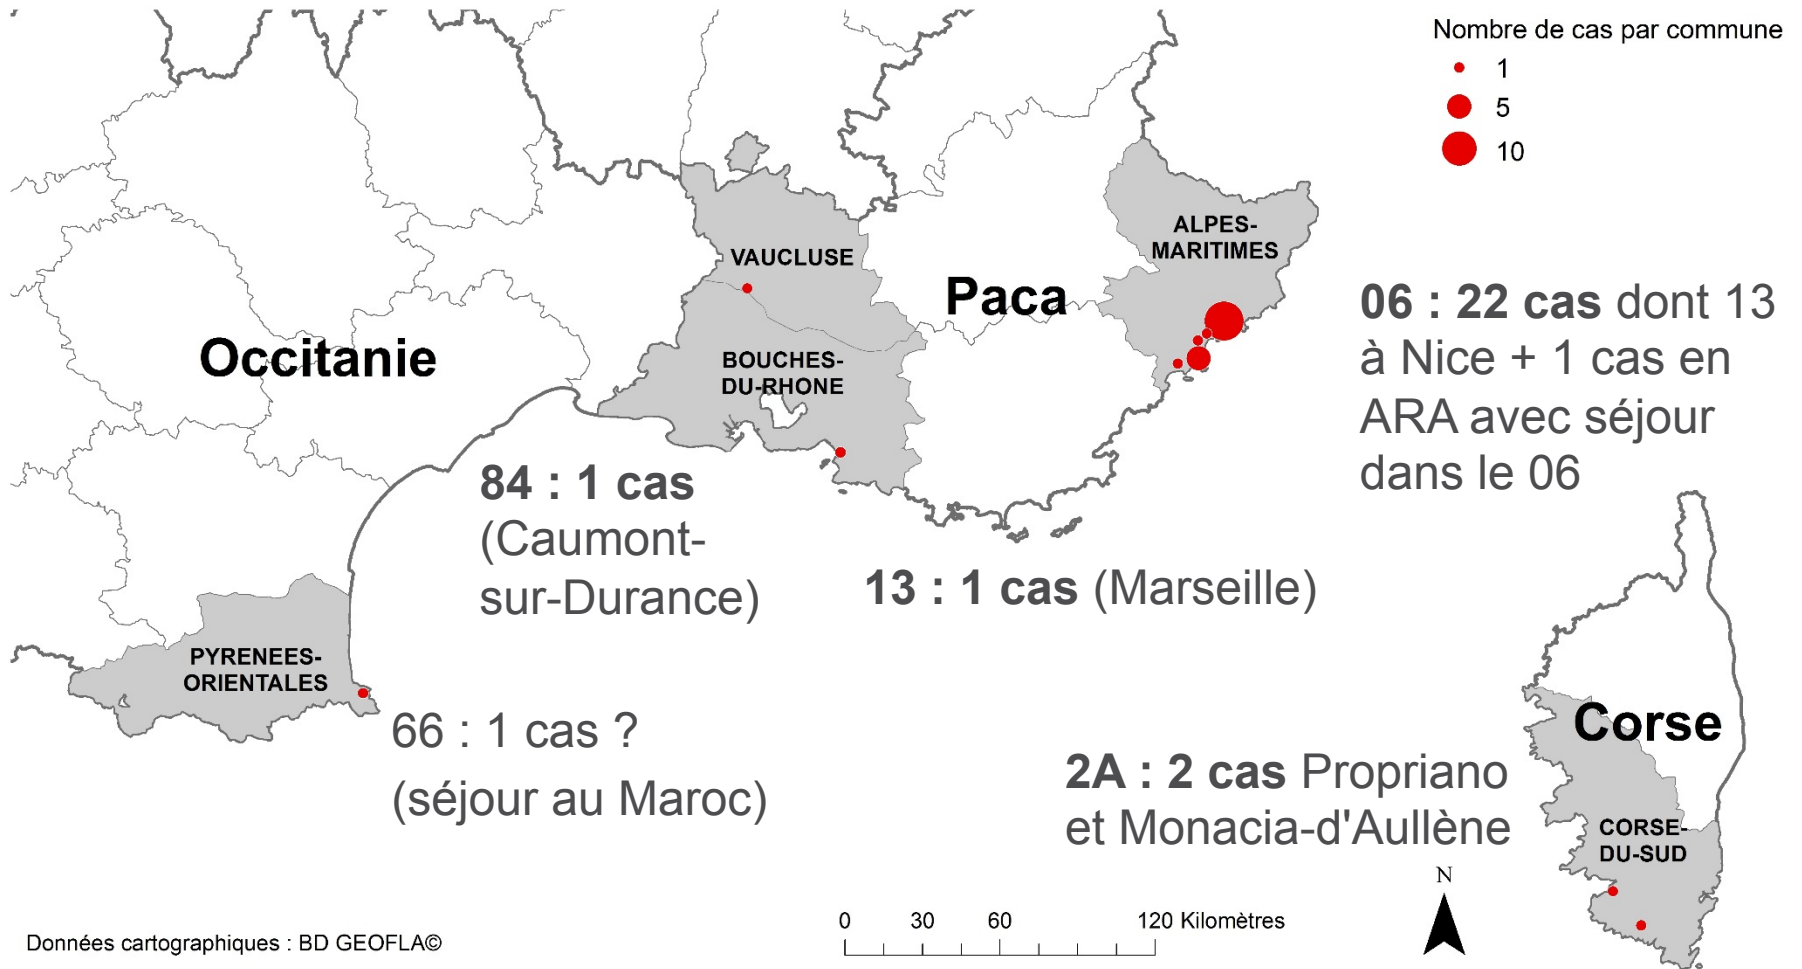 Nombre de cas par commune
1
5
10
ALPES-
MARITIMES
VAUCLUSE
Paca
06 : 22 cas dont 13
à Nice + 1 cas en
ARA avec séjour
dans le 06
Occitanie
BOUCHES-
DU-RHONE
84 : 1 cas
(Caumont-
sur-Durance)
13 : 1 cas (Marseille)
PYRENEES-
ORIENTALES
66 : 1 cas ?
(séjour au Maroc)
Corse
2A : 2 cas Propriano
et Monacia-d'Aullène
CORSE-
DU-SUD
N
0 30 60 120 Kilomètres
Données cartographiques : BD GEOFLA©